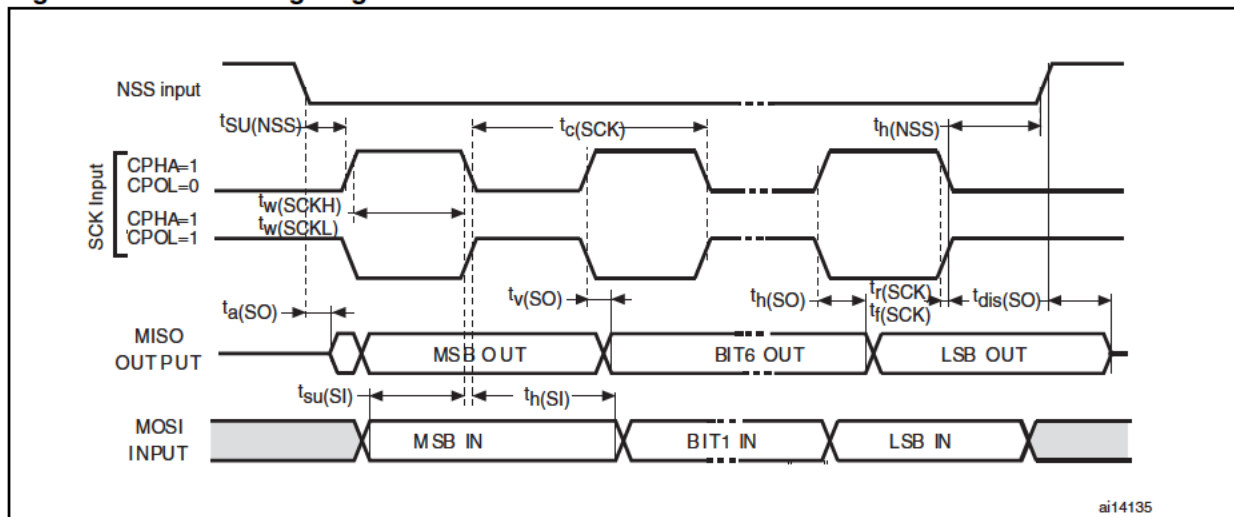 NSS input
tSU(NSS)
tc(SCK)
th(NSS)
SCK Input
CPHA=1
CPOL=0
tw(SCKH)
CPHA=1
tw(SCKL)
CPOL=1
tv(SO)
th(SO)
tr(SCK)
tf(SCK)
tdis(SO)
ta(SO)
MISO
OUTPUT
MSB OUT
BIT6 OUT
LSB OUT
tsu(SI)
th(SI)
MOSI
INPUT
MSB IN
BIT1 IN
LSB IN
ai14135